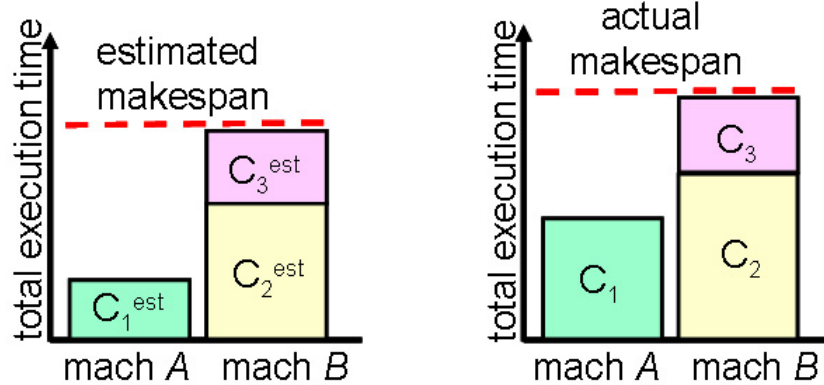 total execution time
estimated
makespan
C₃ᵉˢᵗ
C₂ᵉˢᵗ
C₁ᵉˢᵗ
mach A
mach B
total execution time
actual
makespan
C₃
C₁
C₂
mach A
mach B